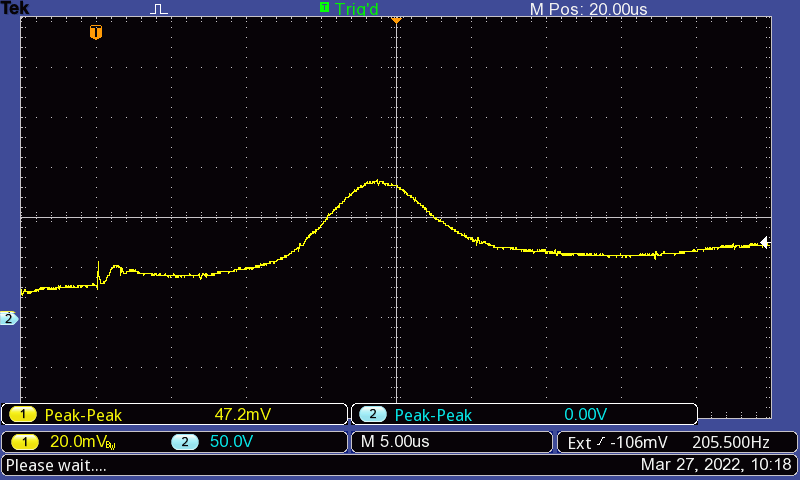 Tek T Trig'd M Pos: 20.00us
T
2
1 Peak-Peak 47.2mV 2 Peak-Peak 0.00V
1 20.0mVBW 2 50.0V M 5.00us Ext -106mV 205.500Hz
Please wait.... Mar 27, 2022, 10:18